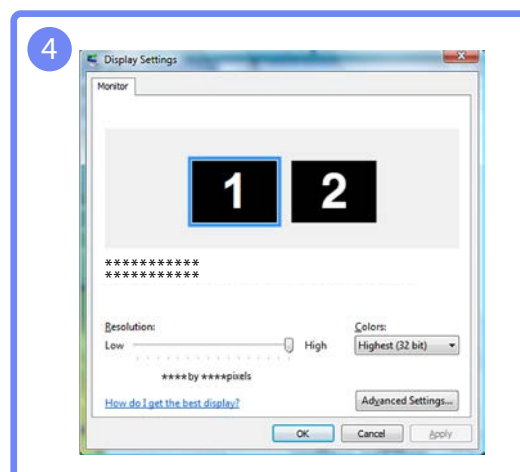 4
Display Settings
Monitor
1 2
***********
***********
Resolution: Colors:
Low High Highest (32 bit)
****by ****pixels
How do I get the best display? Advanced Settings...
OK Cancel Apply